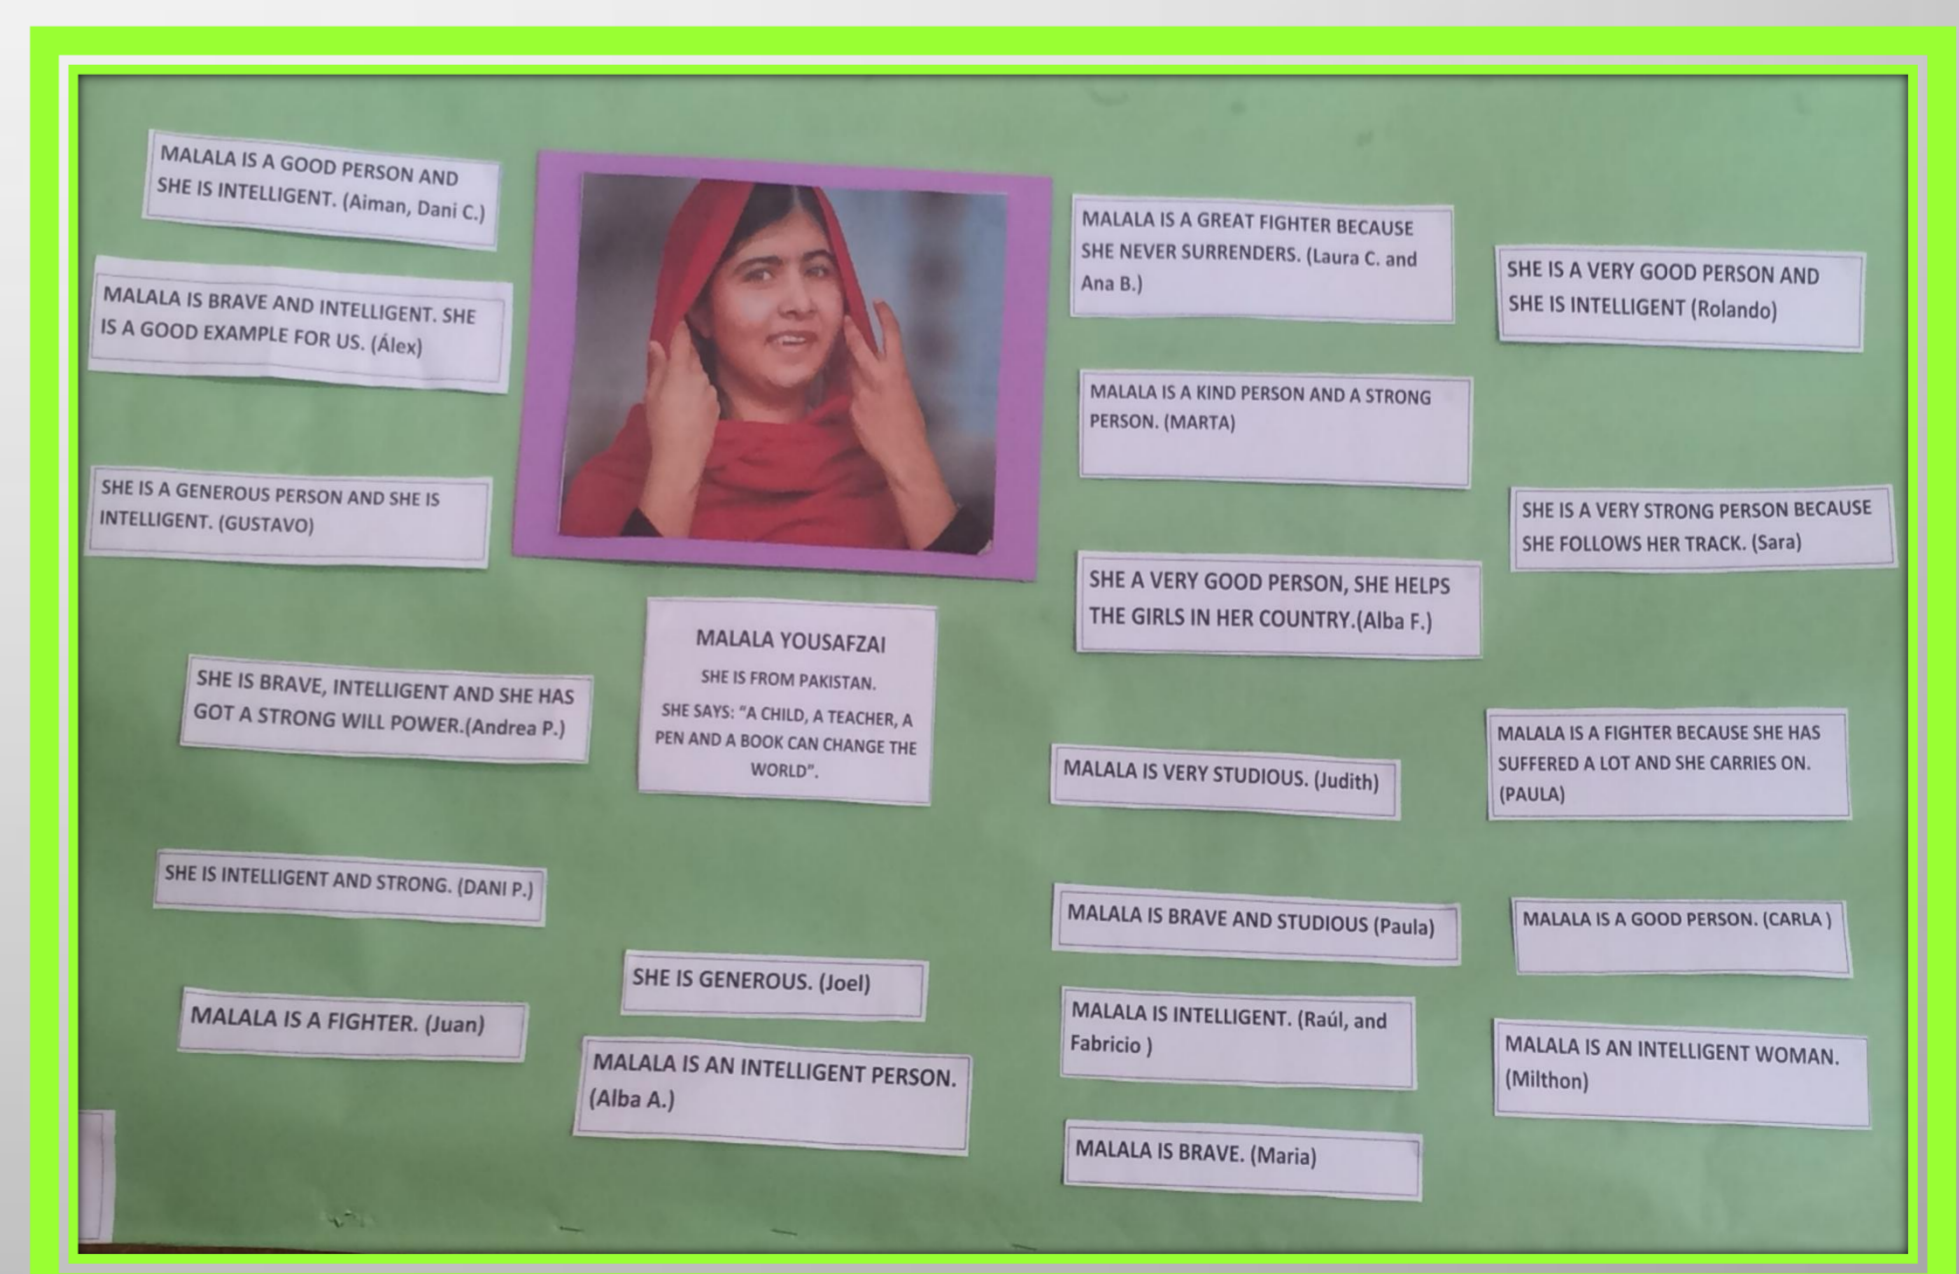 MALALA IS A GOOD PERSON AND
SHE IS INTELLIGENT. (Aiman, Dani C.)
MALALA IS BRAVE AND INTELLIGENT. SHE
IS A GOOD EXAMPLE FOR US. (Álex)
SHE IS A GENEROUS PERSON AND SHE IS
INTELLIGENT. (GUSTAVO)
SHE IS BRAVE, INTELLIGENT AND SHE HAS
GOT A STRONG WILL POWER.(Andrea P.)
SHE IS INTELLIGENT AND STRONG. (DANI P.)
MALALA IS A FIGHTER. (Juan)
MALALA YOUSAFZAI
SHE IS FROM PAKISTAN.
SHE SAYS: "A CHILD, A TEACHER, A
PEN AND A BOOK CAN CHANGE THE
WORLD".
SHE IS GENEROUS. (Joel)
MALALA IS AN INTELLIGENT PERSON.
(Alba A.)
MALALA IS A GREAT FIGHTER BECAUSE
SHE NEVER SURRENDERS. (Laura C. and
Ana B.)
MALALA IS A KIND PERSON AND A STRONG
PERSON. (MARTA)
SHE A VERY GOOD PERSON, SHE HELPS
THE GIRLS IN HER COUNTRY.(Alba F.)
MALALA IS VERY STUDIOUS. (Judith)
MALALA IS BRAVE AND STUDIOUS (Paula)
MALALA IS INTELLIGENT. (Raúl, and
Fabricio )
MALALA IS BRAVE. (Maria)
SHE IS A VERY GOOD PERSON AND
SHE IS INTELLIGENT (Rolando)
SHE IS A VERY STRONG PERSON BECAUSE
SHE FOLLOWS HER TRACK. (Sara)
MALALA IS A FIGHTER BECAUSE SHE HAS
SUFFERED A LOT AND SHE CARRIES ON.
(PAULA)
MALALA IS A GOOD PERSON. (CARLA )
MALALA IS AN INTELLIGENT WOMAN.
(Milthon)